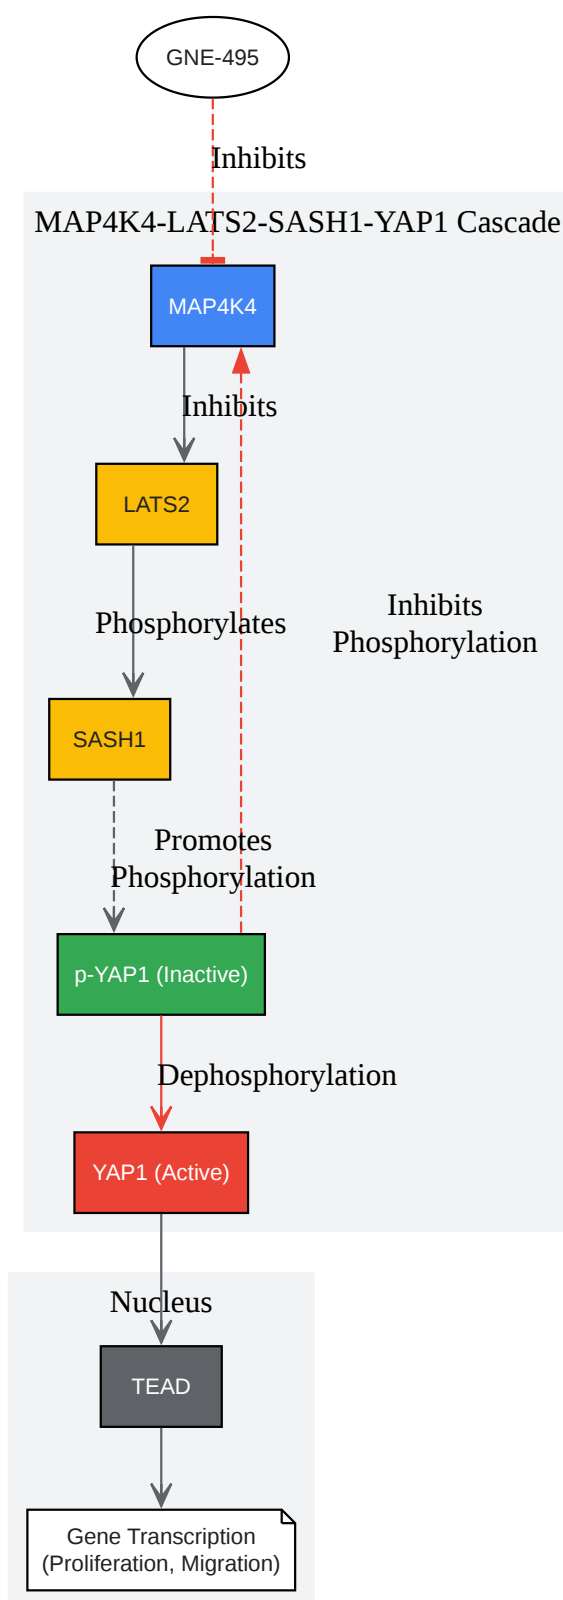 GNE-495
Inhibits
MAP4K4-LATS2-SASH1-YAP1 Cascade
MAP4K4
Inhibits
LATS2
Phosphorylates
Inhibits
Phosphorylation
SASH1
Promotes
Phosphorylation
p-YAP1 (Inactive)
Dephosphorylation
YAP1 (Active)
Nucleus
TEAD
Gene Transcription
(Proliferation, Migration)